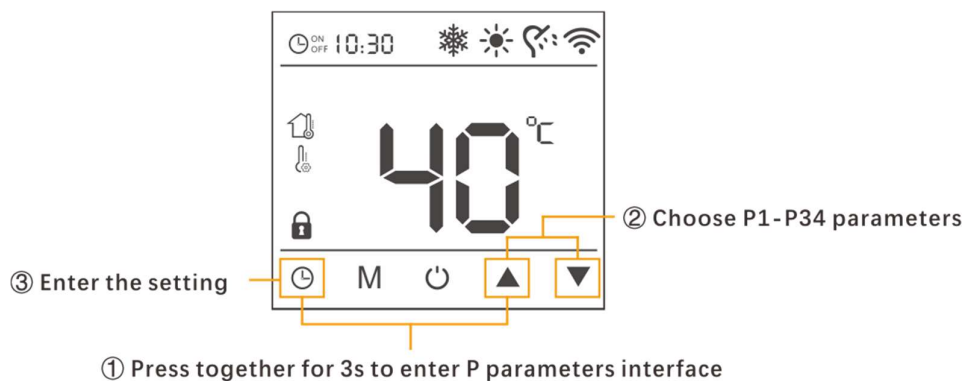 ON
OFF 10:30
40 °C
② Choose P1-P34 parameters
③ Enter the setting
M
① Press together for 3s to enter P parameters interface